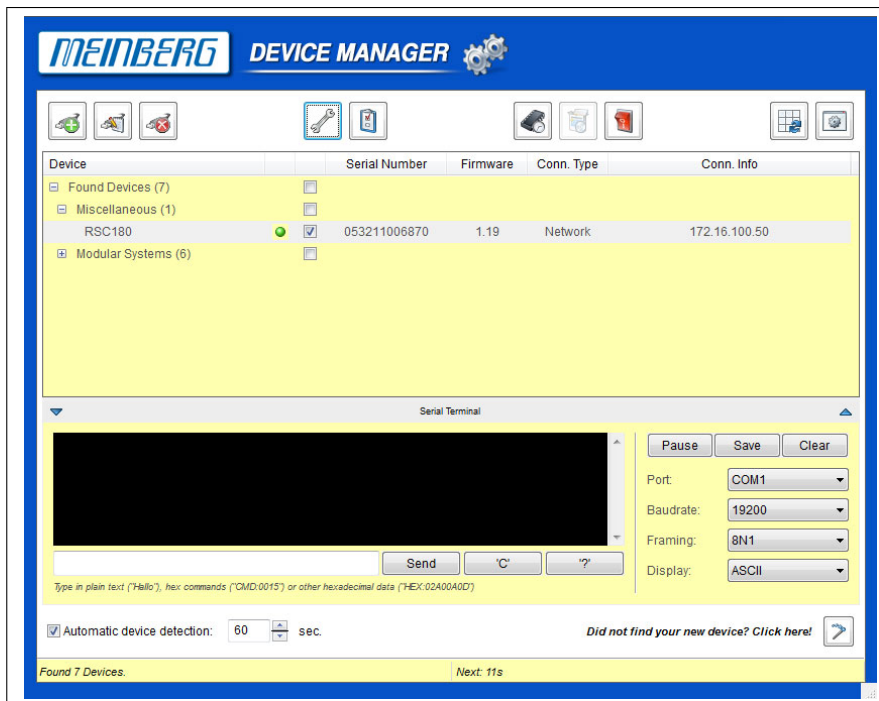 MEINBERG DEVICE MANAGER
Device Serial Number Firmware Conn. Type Conn. Info
Found Devices (7)
Miscellaneous (1)
RSC180 053211006870 1.19 Network 172.16.100.50
Modular Systems (6)
Serial Terminal
Pause Save Clear
Port: COM1
Baudrate: 19200
Framing: 8N1
Send 'C' '?'
Display: ASCII
Type in plain text ("Hallo"), hex commands ("CMD:0015") or other hexadecimal data ("HEX:02A00A0D")
Automatic device detection: 60 sec. Did not find your new device? Click here!
Found 7 Devices. Next: 11s